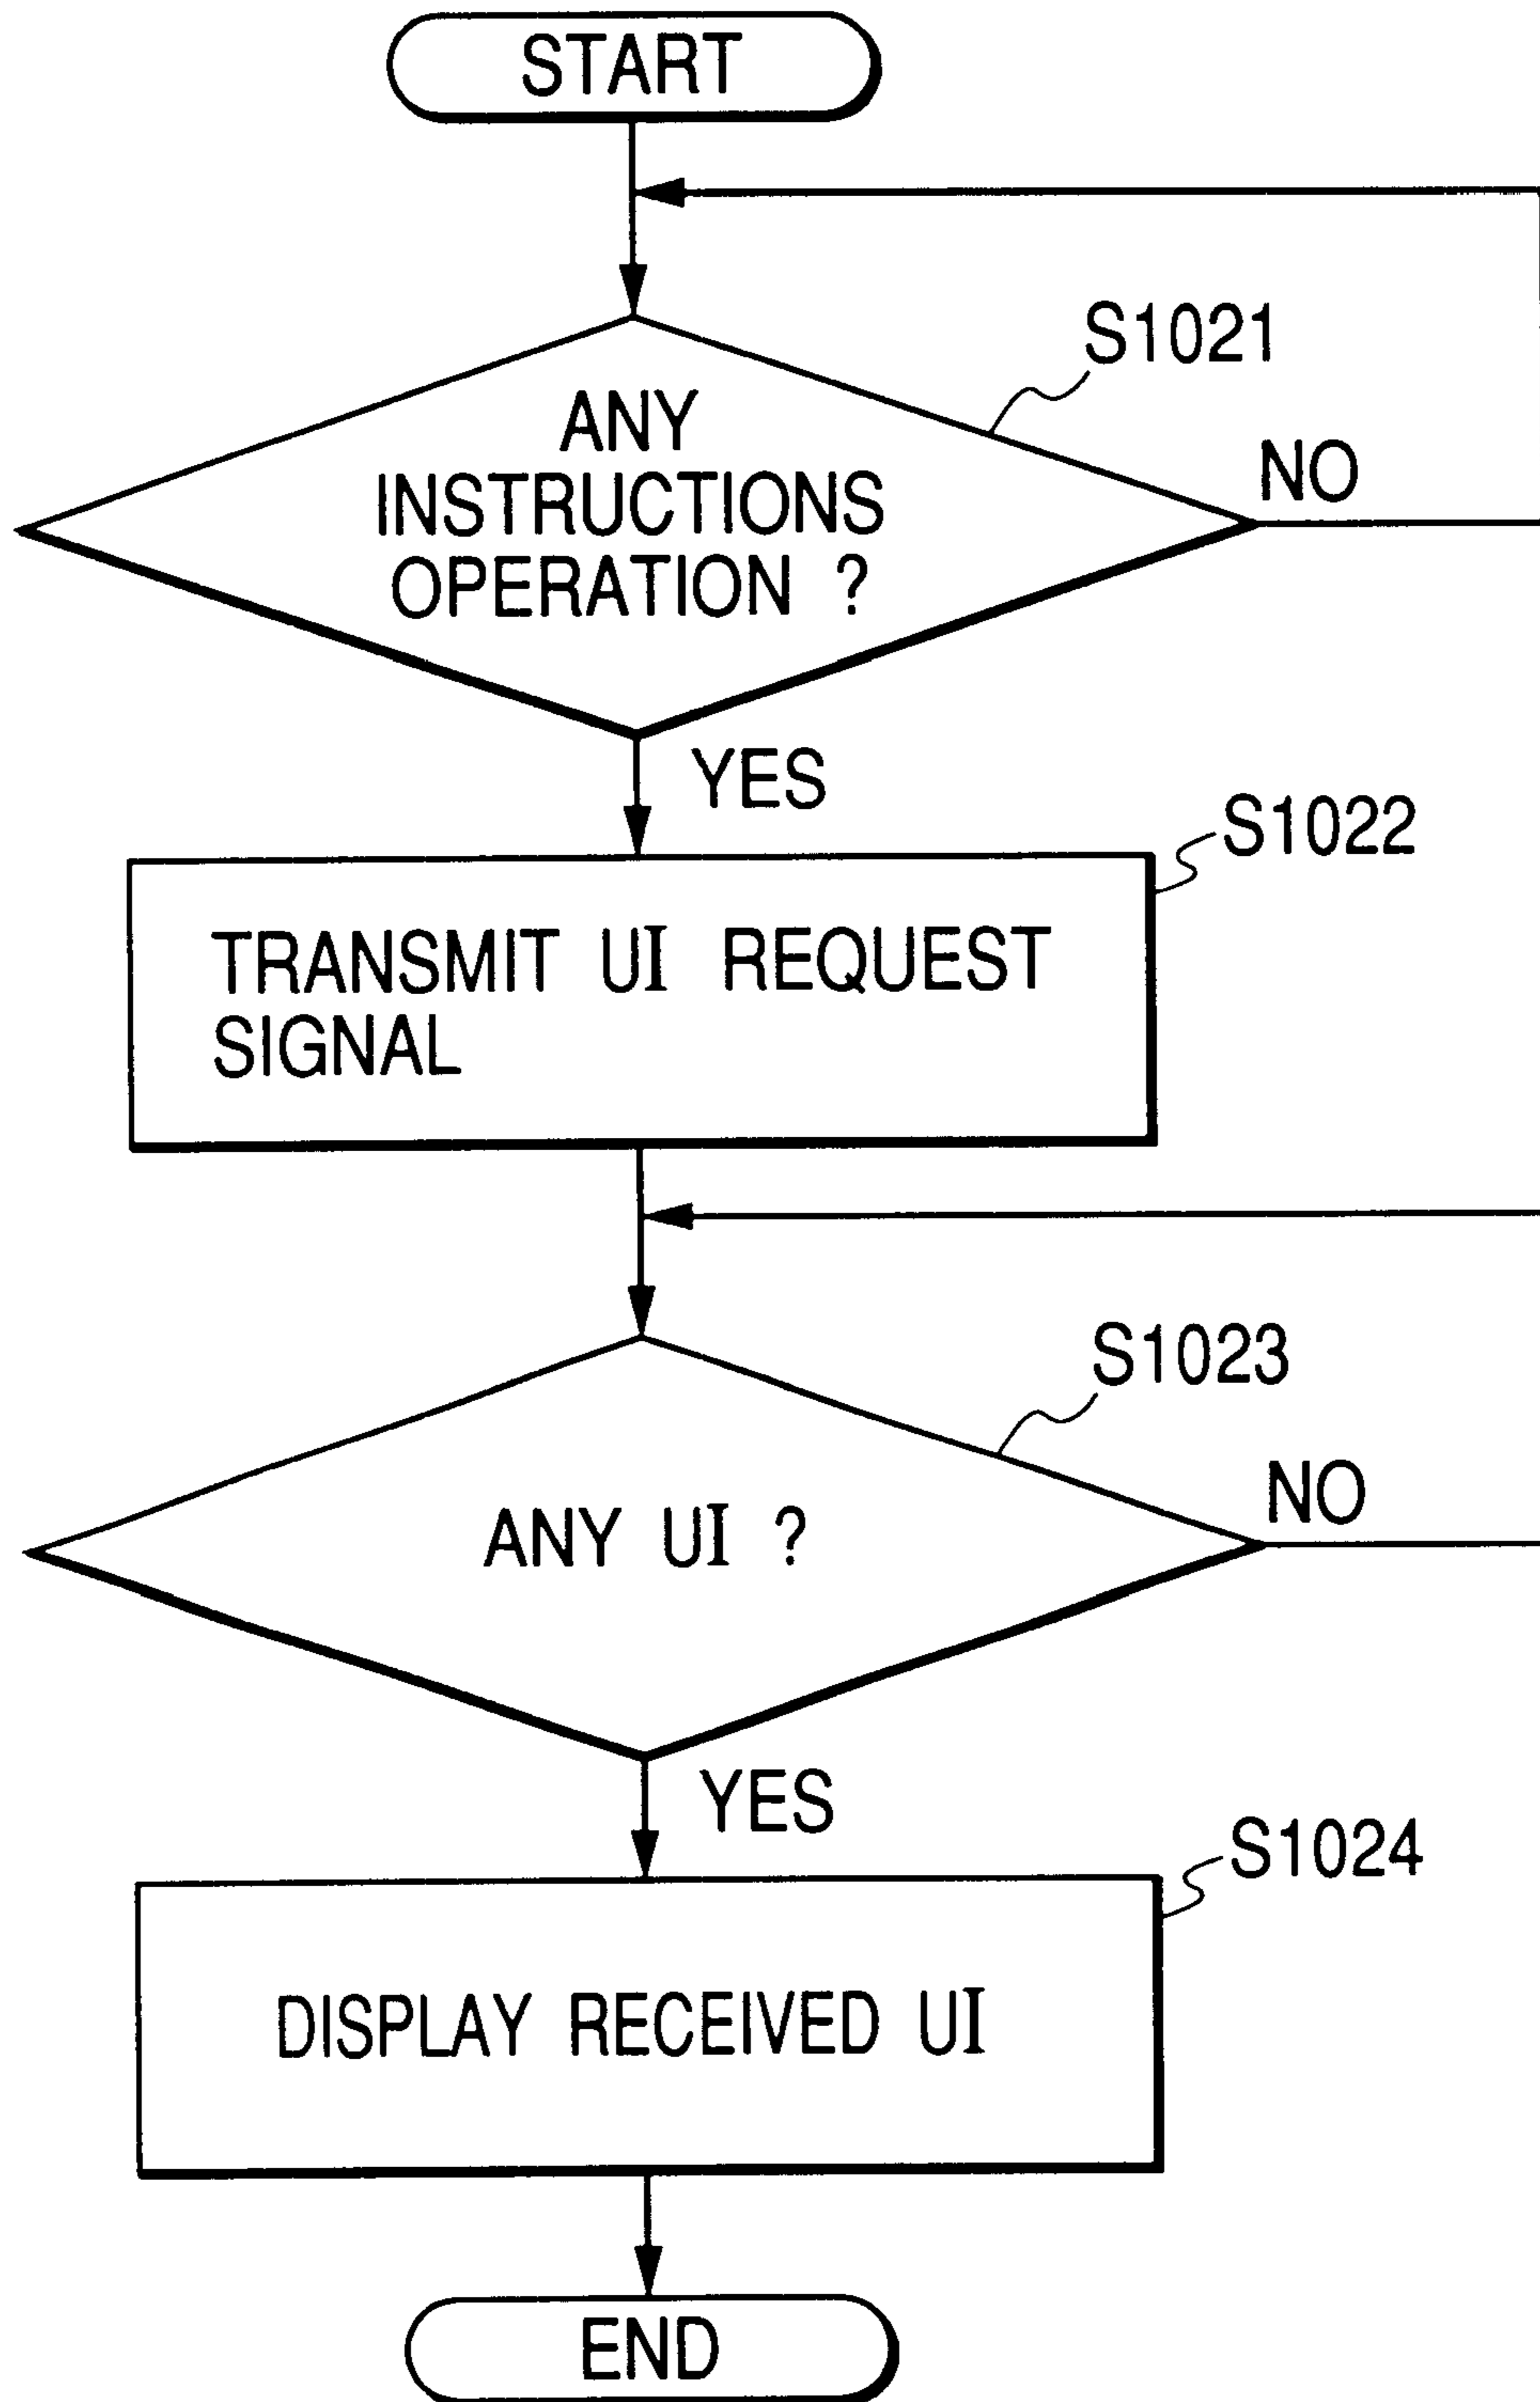 START
S1021
ANY
INSTRUCTIONS
OPERATION ?
NO
YES
S1022
TRANSMIT UI REQUEST
SIGNAL
S1023
ANY UI ?
NO
YES
S1024
DISPLAY RECEIVED UI
END